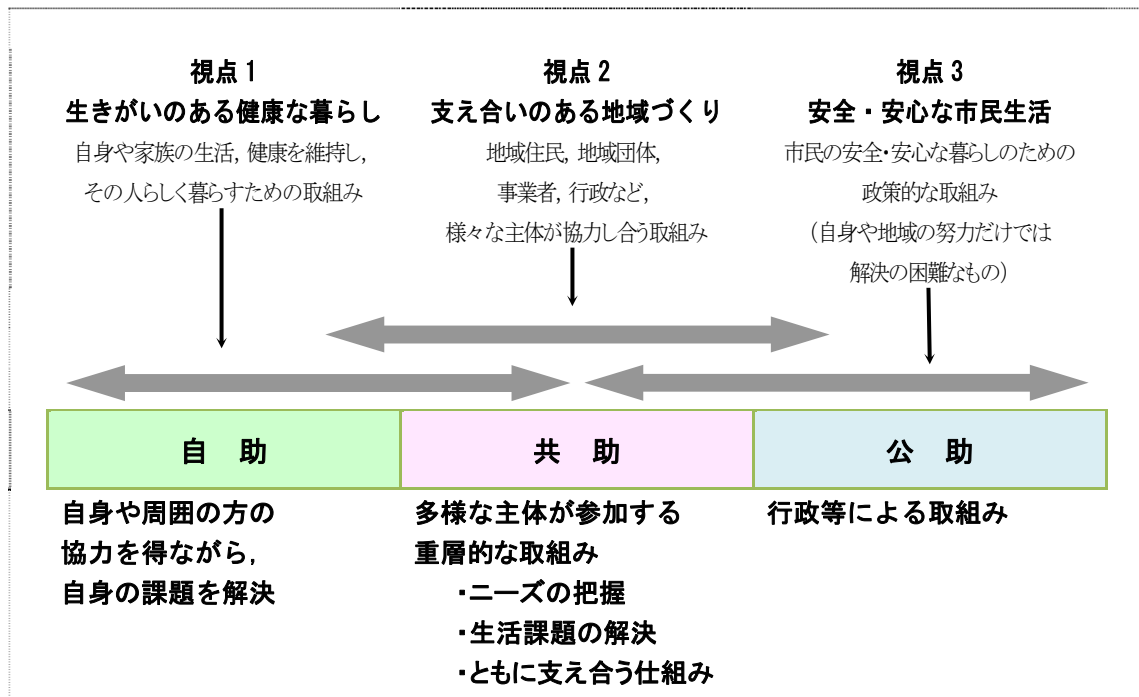 視点1
生きがいのある健康な暮らし
自身や家族の生活，健康を維持し，
その人らしく暮らすための取組み
視点2
支え合いのある地域づくり
地域住民，地域団体，
事業者，行政など，
様々な主体が協力し合う取組み
視点3
安全・安心な市民生活
市民の安全・安心な暮らしのための
政策的な取組み
（自身や地域の努力だけでは
解決の困難なもの）
自　助
共　助
公　助
自身や周囲の方の
協力を得ながら，
自身の課題を解決
多様な主体が参加する
重層的な取組み
・ニーズの把握
・生活課題の解決
・ともに支え合う仕組み
行政等による取組み